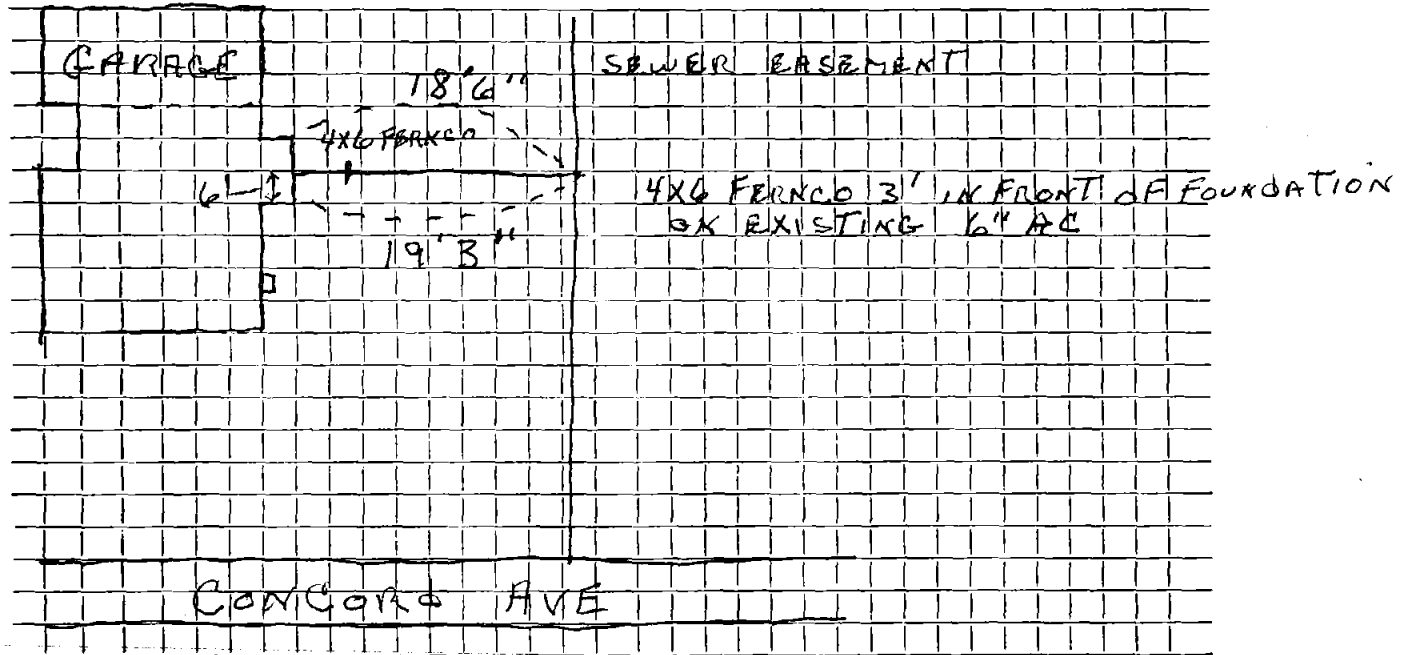 GARAGE
SEWER EASEMENT
18'6"
4X6 FERNCO
6'
4X6 FERNCO 3' IN FRONT OF FOUNDATION
ON EXISTING 6" AC
19'3"
CONCORD AVE